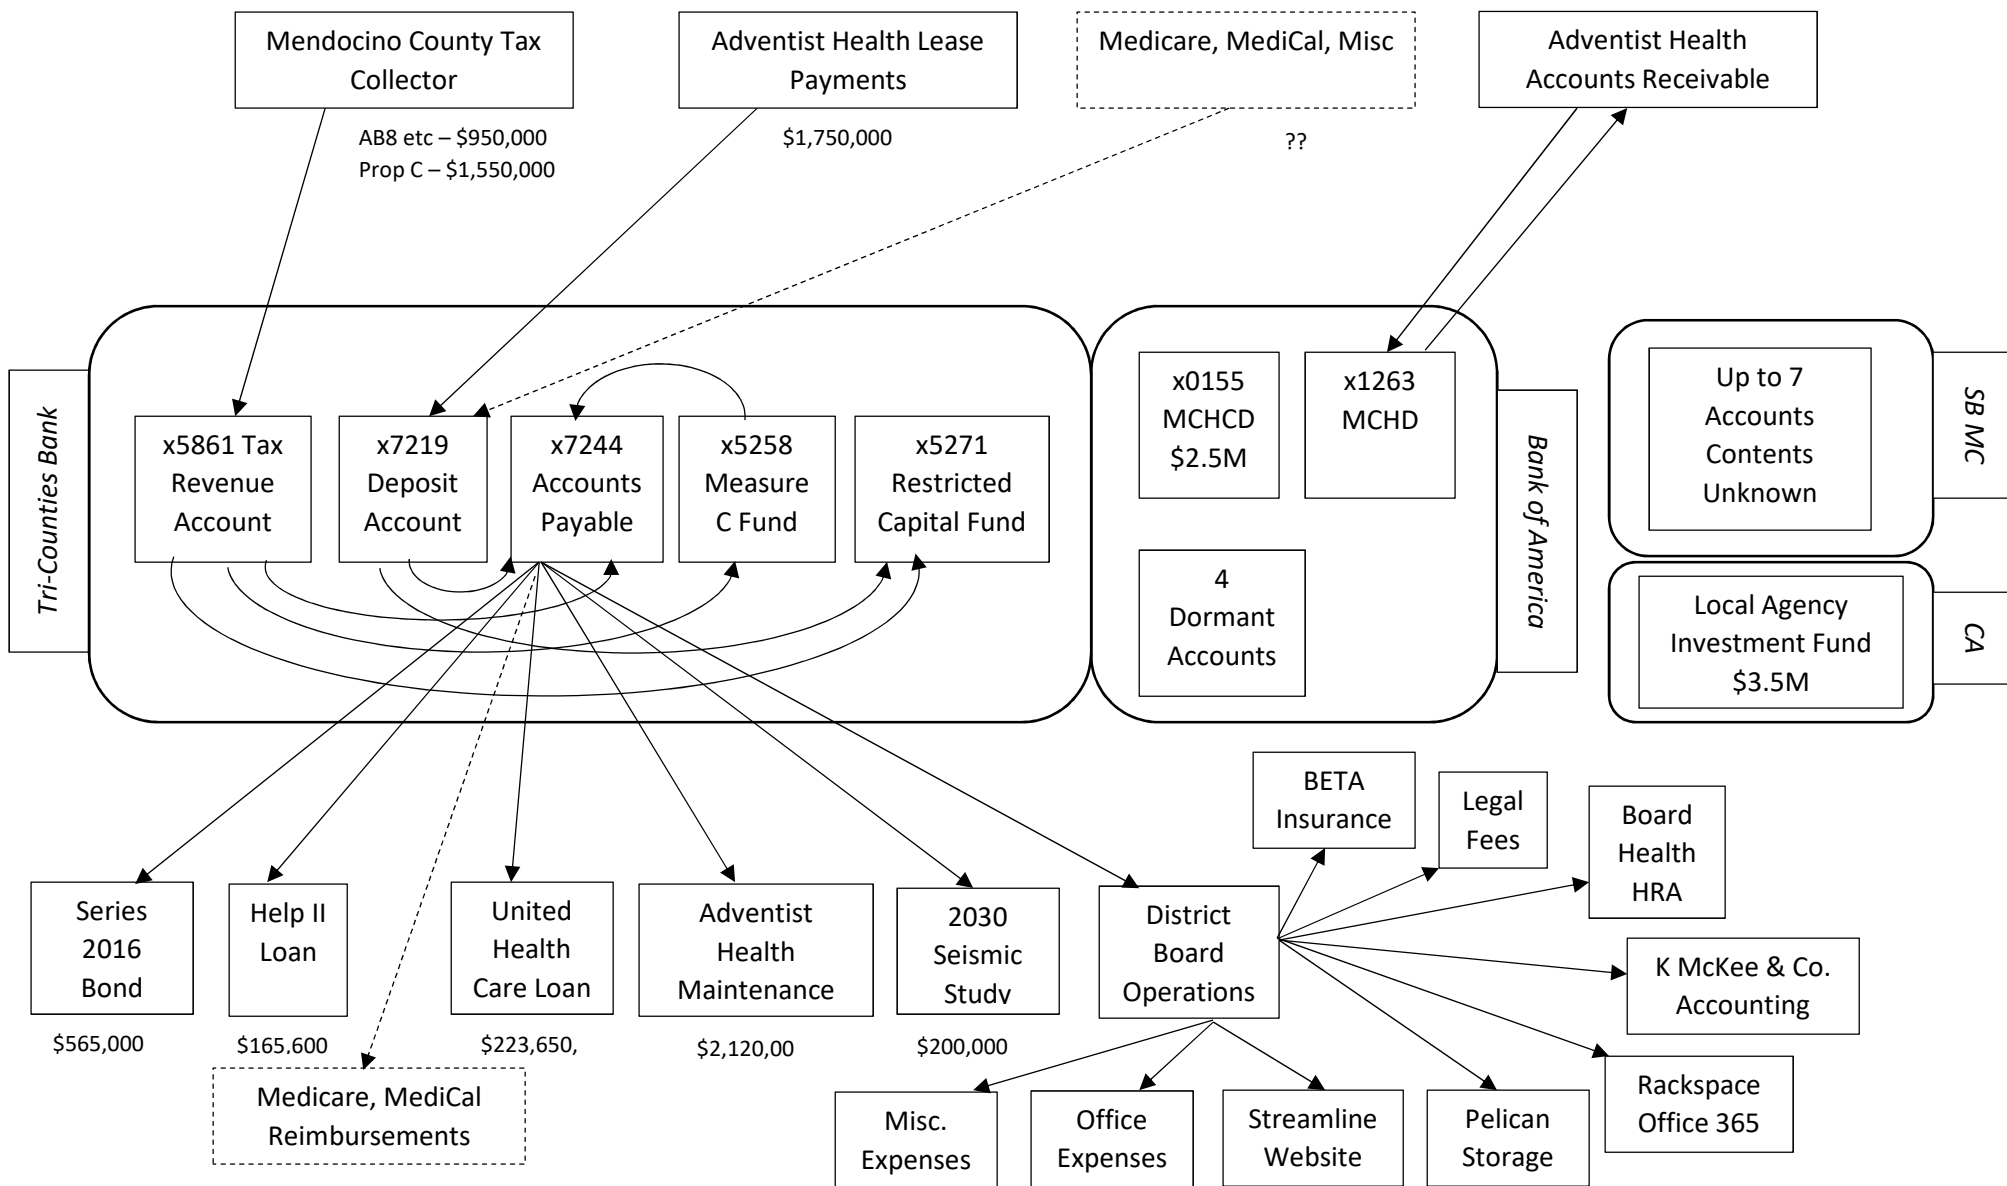 Mendocino County Tax
Collector
Adventist Health Lease
Payments
Medicare, MediCal, Misc
Adventist Health
Accounts Receivable
AB8 etc – $950,000
Prop C – $1,550,000
$1,750,000
??
Tri-Counties Bank
x5861 Tax
Revenue
Account
x7219
Deposit
Account
x7244
Accounts
Payable
x5258
Measure
C Fund
x5271
Restricted
Capital Fund
x0155
MCHCD
$2.5M
x1263
MCHD
4
Dormant
Accounts
Bank of America
Up to 7
Accounts
Contents
Unknown
SB MC
Local Agency
Investment Fund
$3.5M
CA
Series
2016
Bond
$565,000
Help II
Loan
$165,600
United
Health
Care Loan
$223,650,
Adventist
Health
Maintenance
$2,120,00
2030
Seismic
Study
$200,000
District
Board
Operations
BETA
Insurance
Legal
Fees
Board
Health
HRA
K McKee & Co.
Accounting
Rackspace
Office 365
Pelican
Storage
Streamline
Website
Office
Expenses
Misc.
Expenses
Medicare, MediCal
Reimbursements